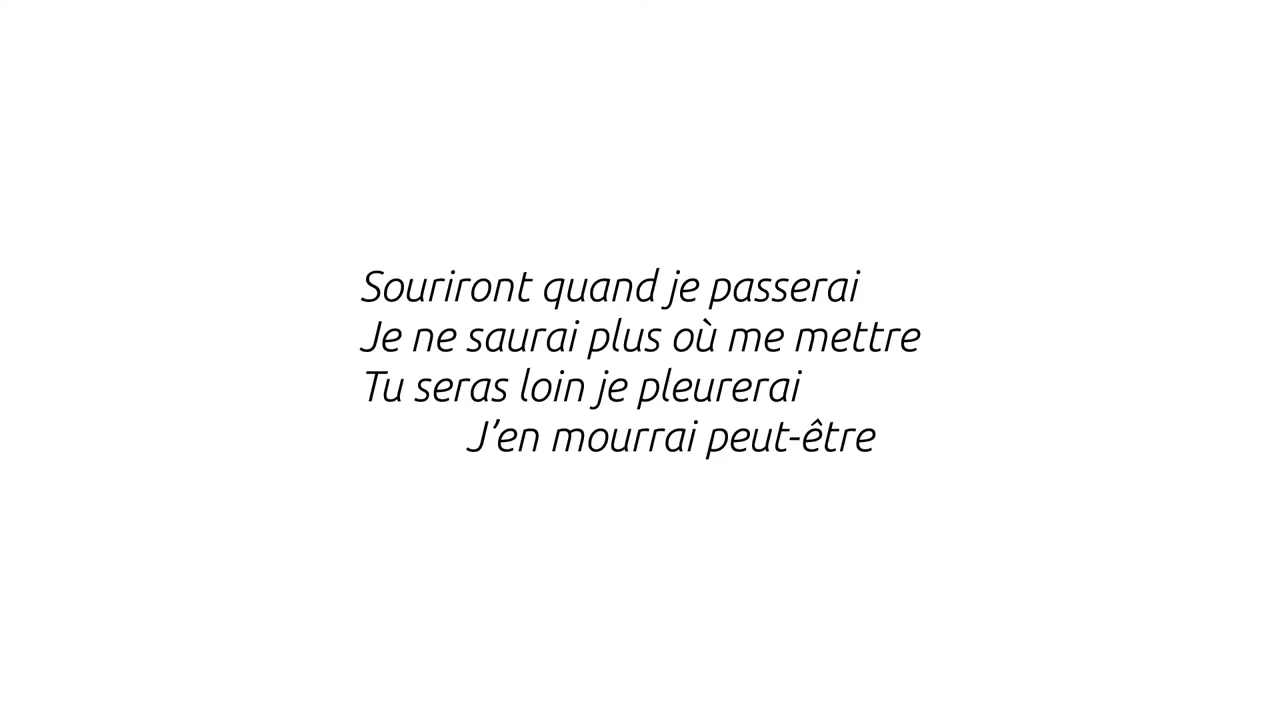 Souriront quand je passerai
Je ne saurai plus où me mettre
Tu seras loin je pleurerai
J’en mourrai peut-être